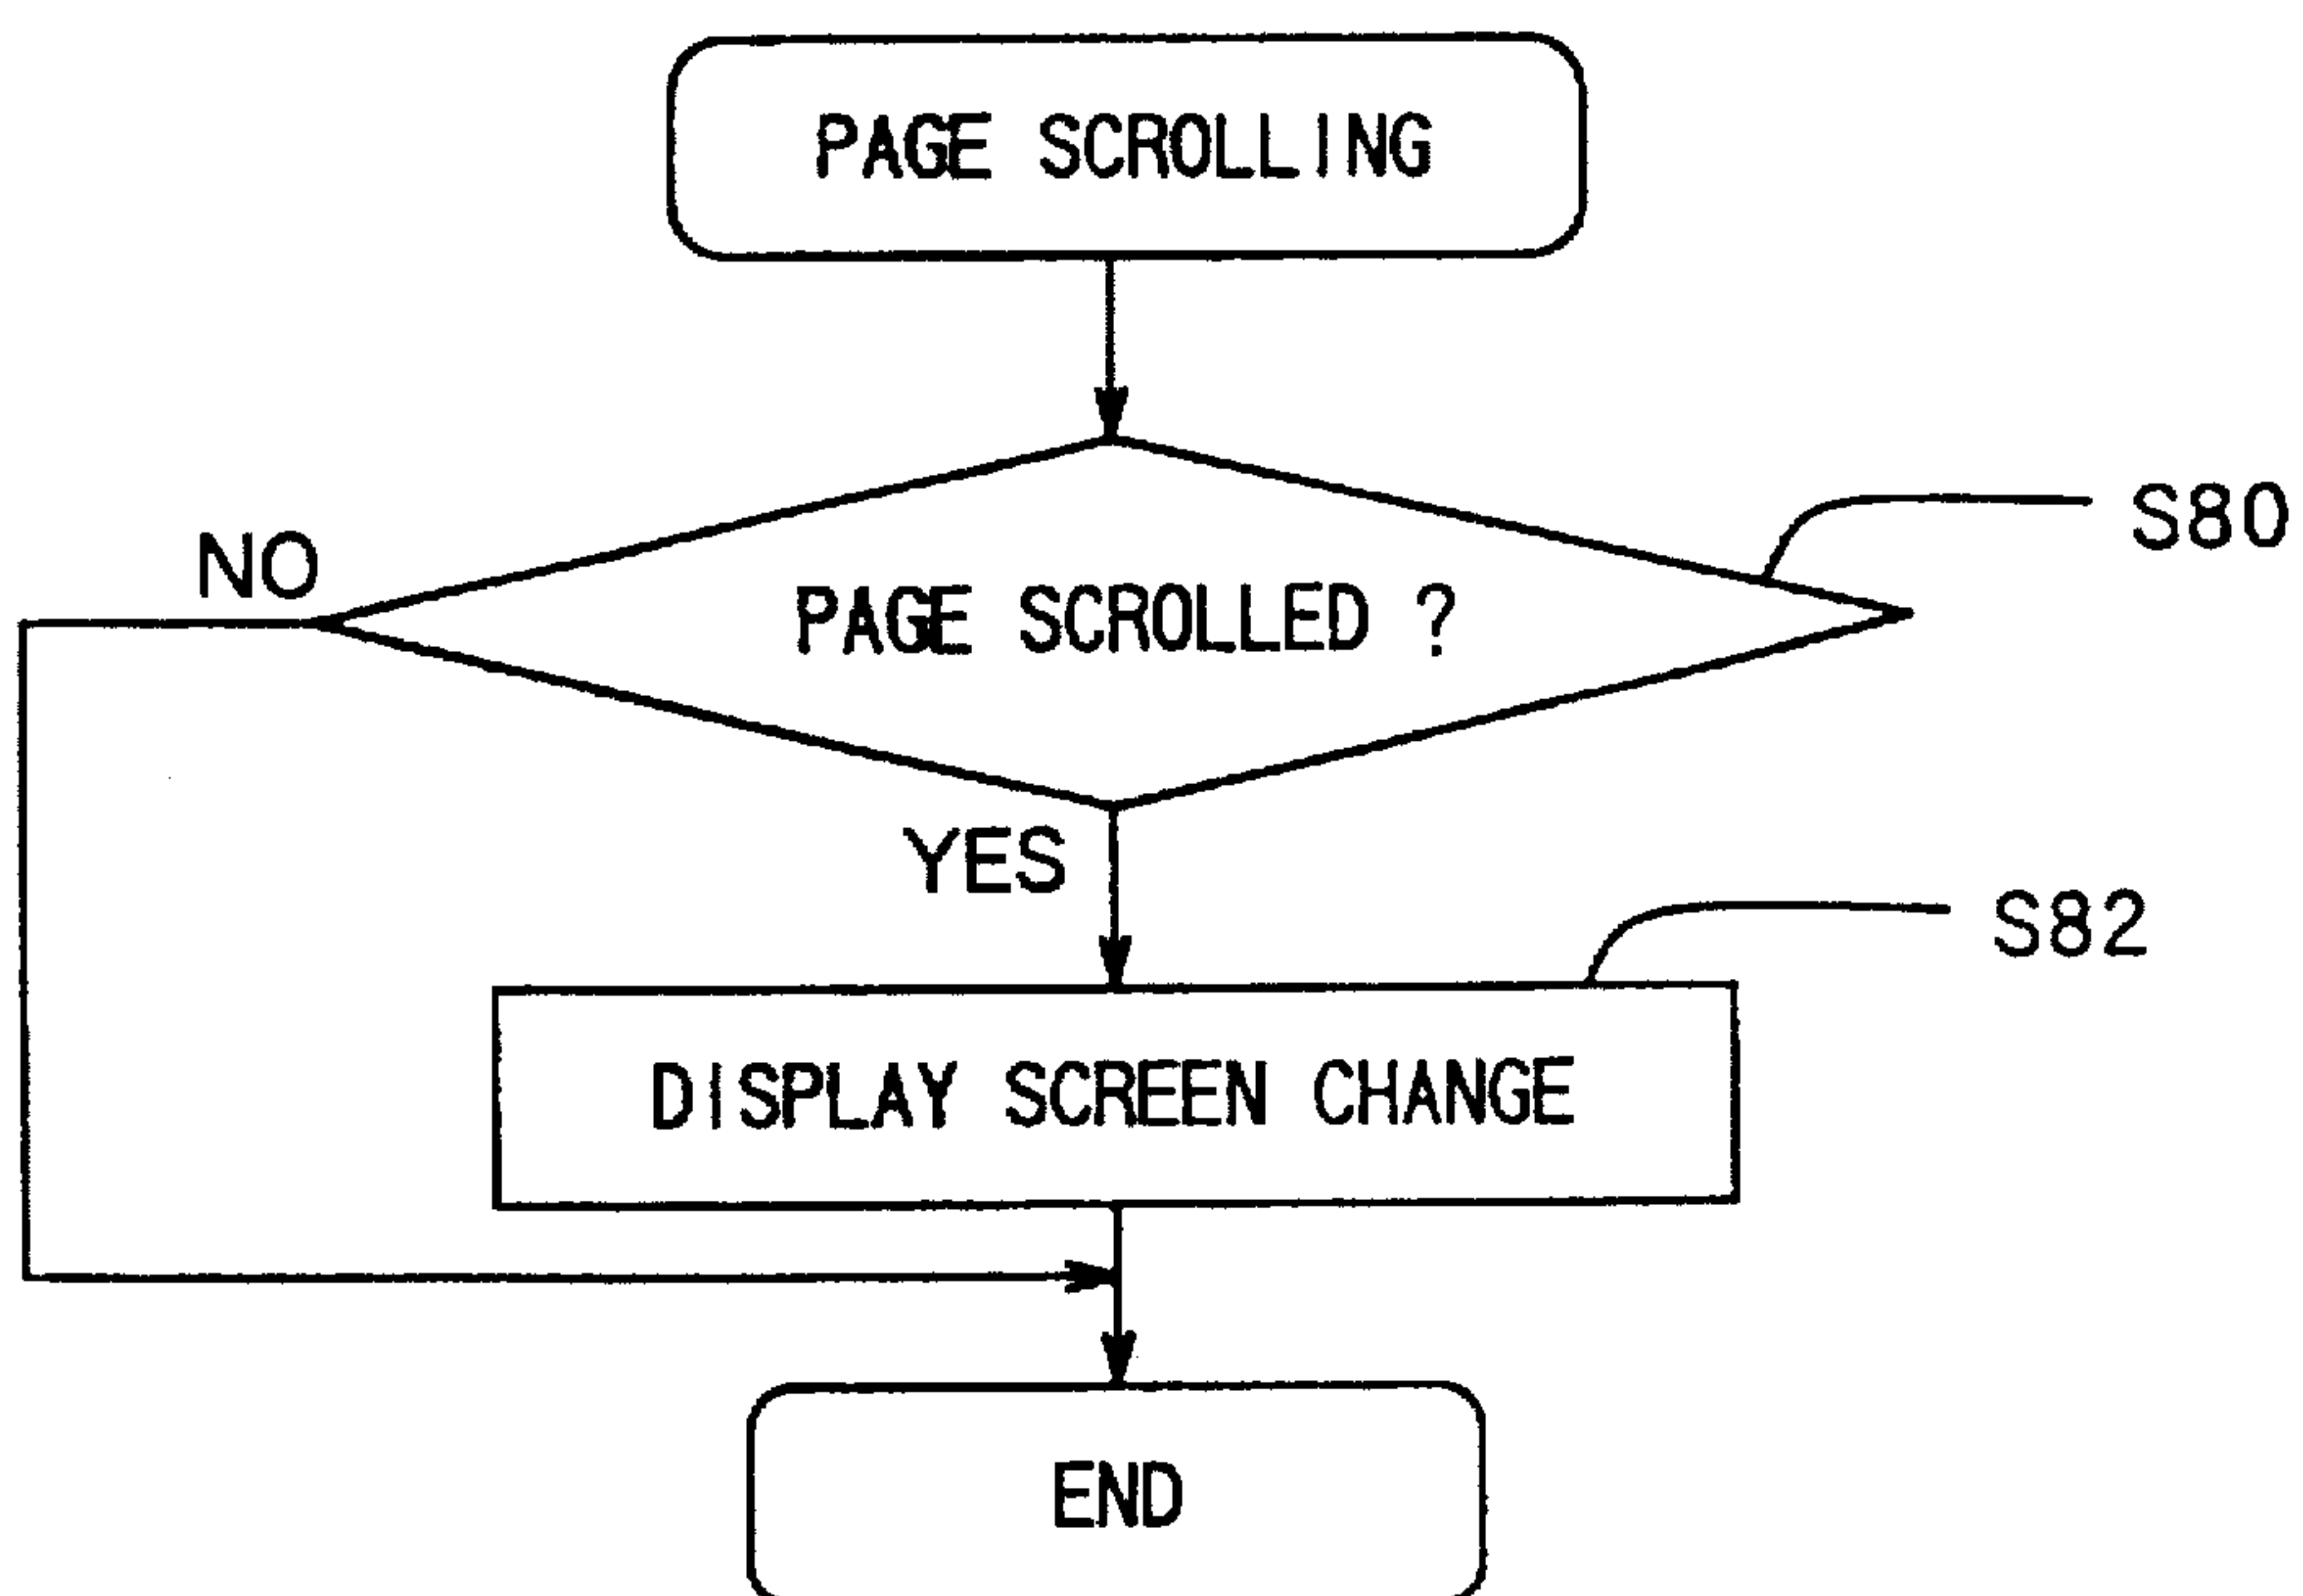 PAGE SCROLLING
S80
NO
PAGE SCROLLED ?
YES
S82
DISPLAY SCREEN CHANGE
END